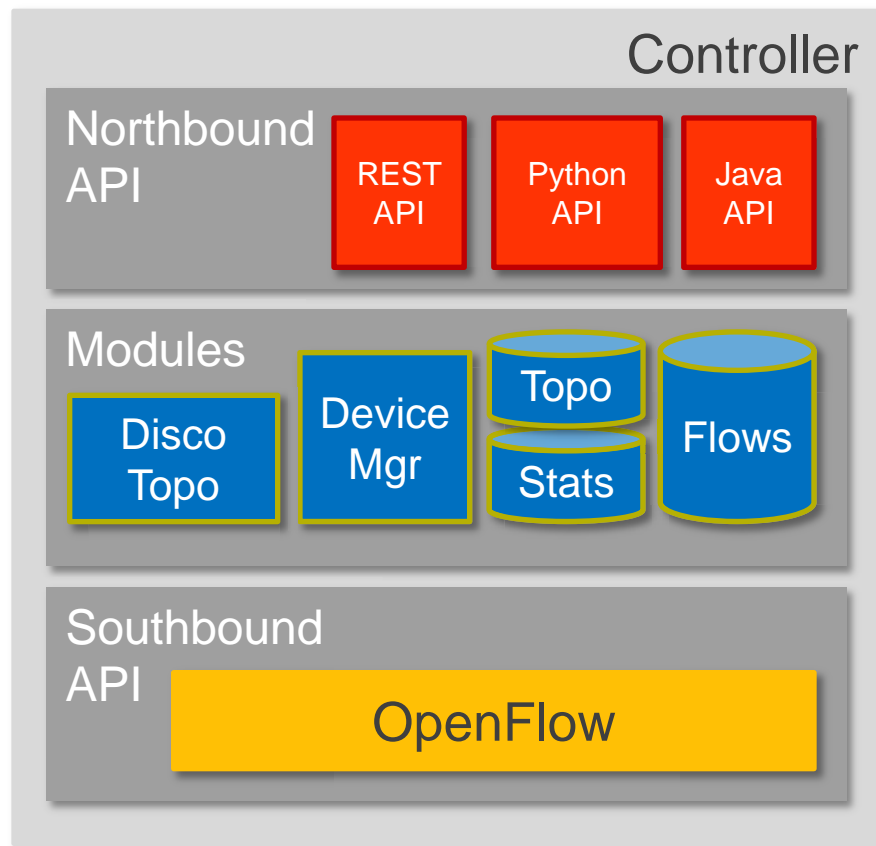 Controller
Northbound
API
REST
API
Python
API
Java
API
Modules
Disco
Topo
Device
Mgr
Topo
Stats
Flows
Southbound
API
OpenFlow